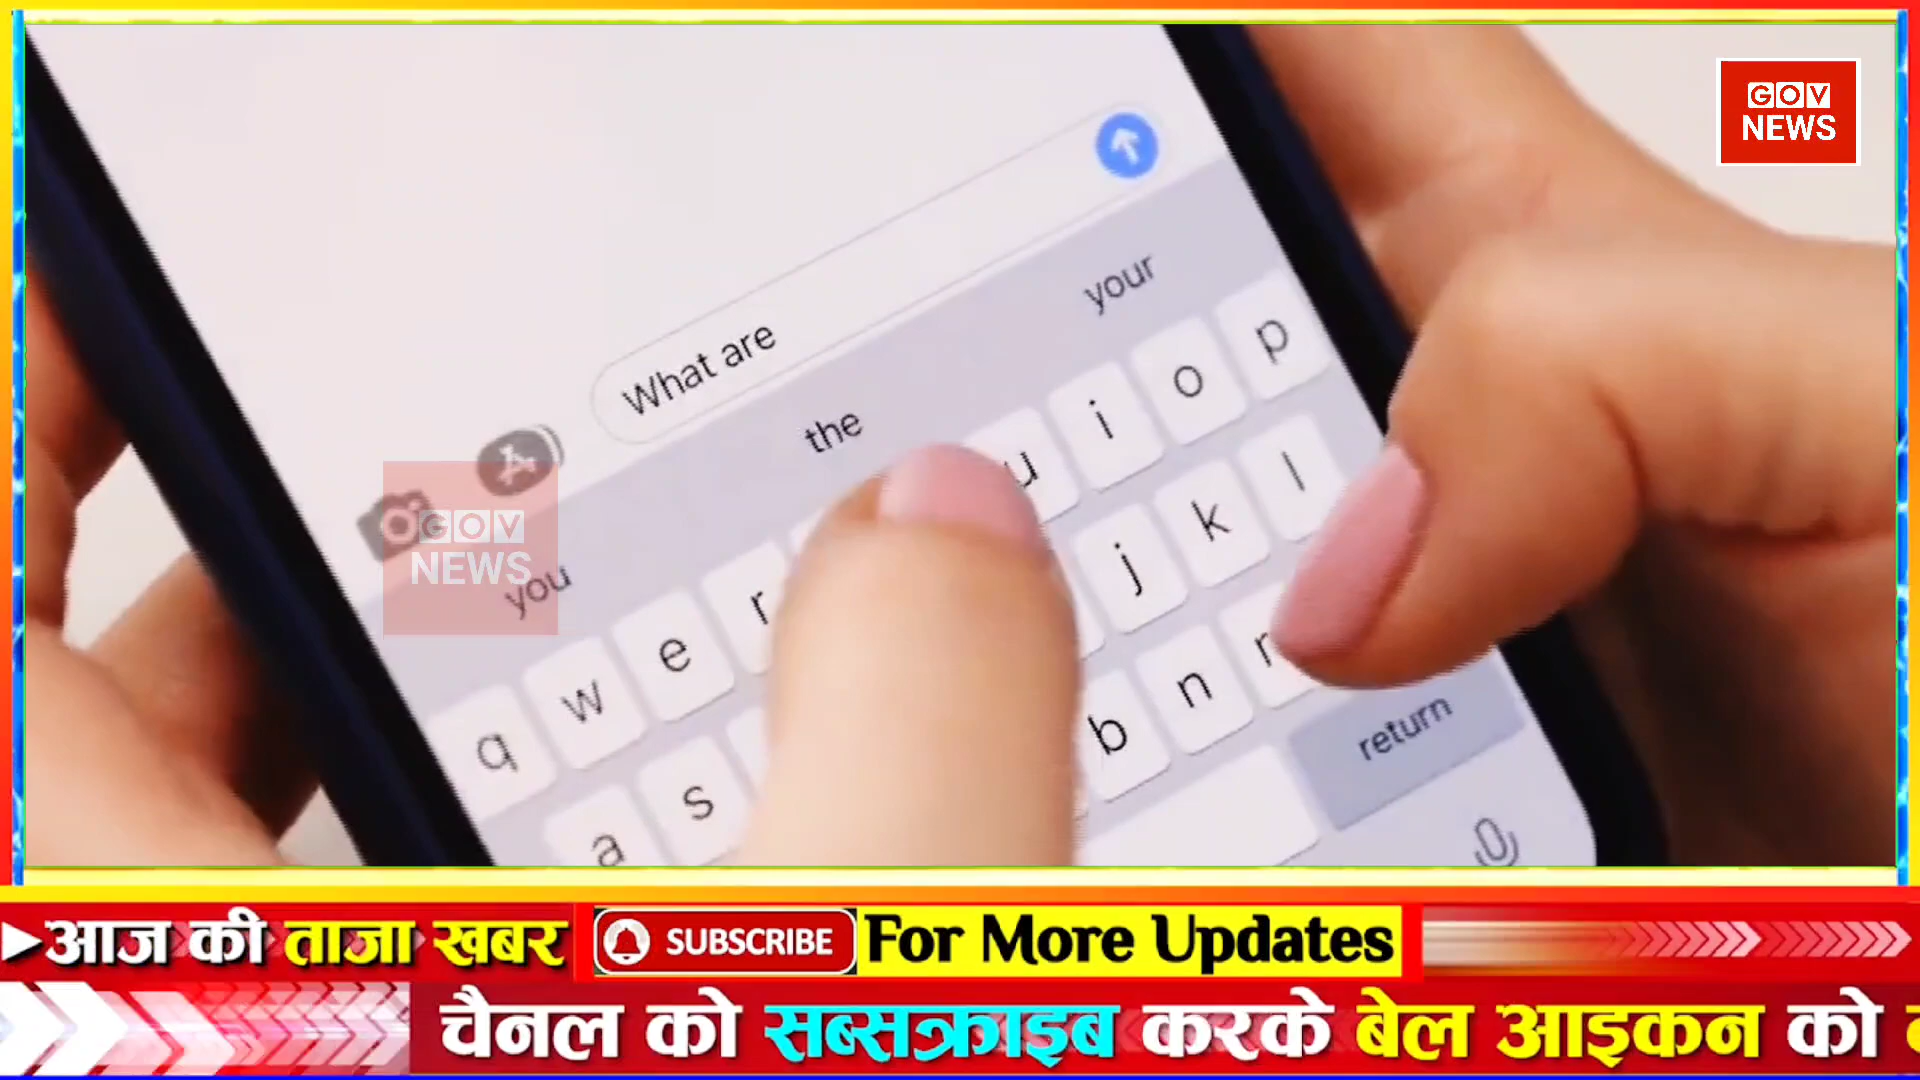 GOV
NEWS
What are
you the your
q w e r u i o p
a s j k l
b n
return
GOV
NEWS
आज की ताजा खबर
SUBSCRIBE
For More Updates
चैनल को सब्सक्राइब करके बेल आइकन को